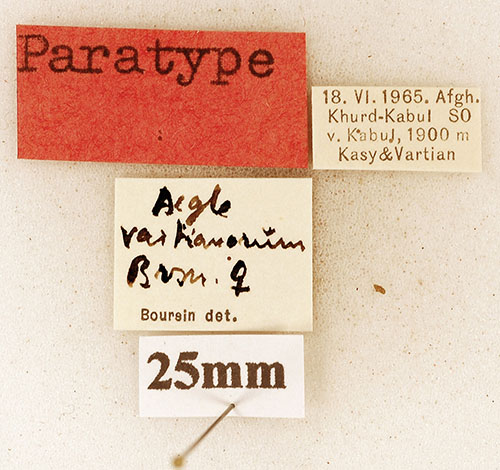 Paratype
18. VI. 1965. Afgh.
Khurd-Kabul SO
v. Kabul, 1900 m
Kasy&Vartian
Aegle
vartianorum
Brsn. ♀
Boursin det.
25mm